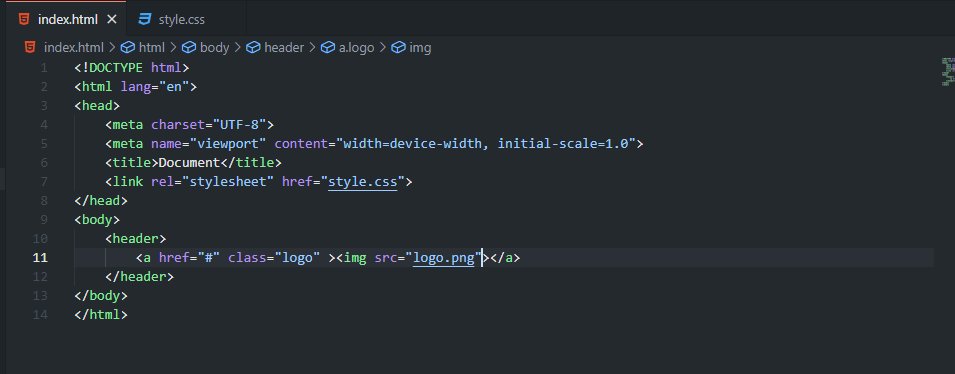 index.html × style.css
index.html > html > body > header > a.logo > img
1 <!DOCTYPE html>
2 <html lang="en">
3 <head>
4     <meta charset="UTF-8">
5     <meta name="viewport" content="width=device-width, initial-scale=1.0">
6     <title>Document</title>
7     <link rel="stylesheet" href="style.css">
8 </head>
9 <body>
10     <header>
11         <a href="#" class="logo" ><img src="logo.png"></a>
12     </header>
13 </body>
14 </html>